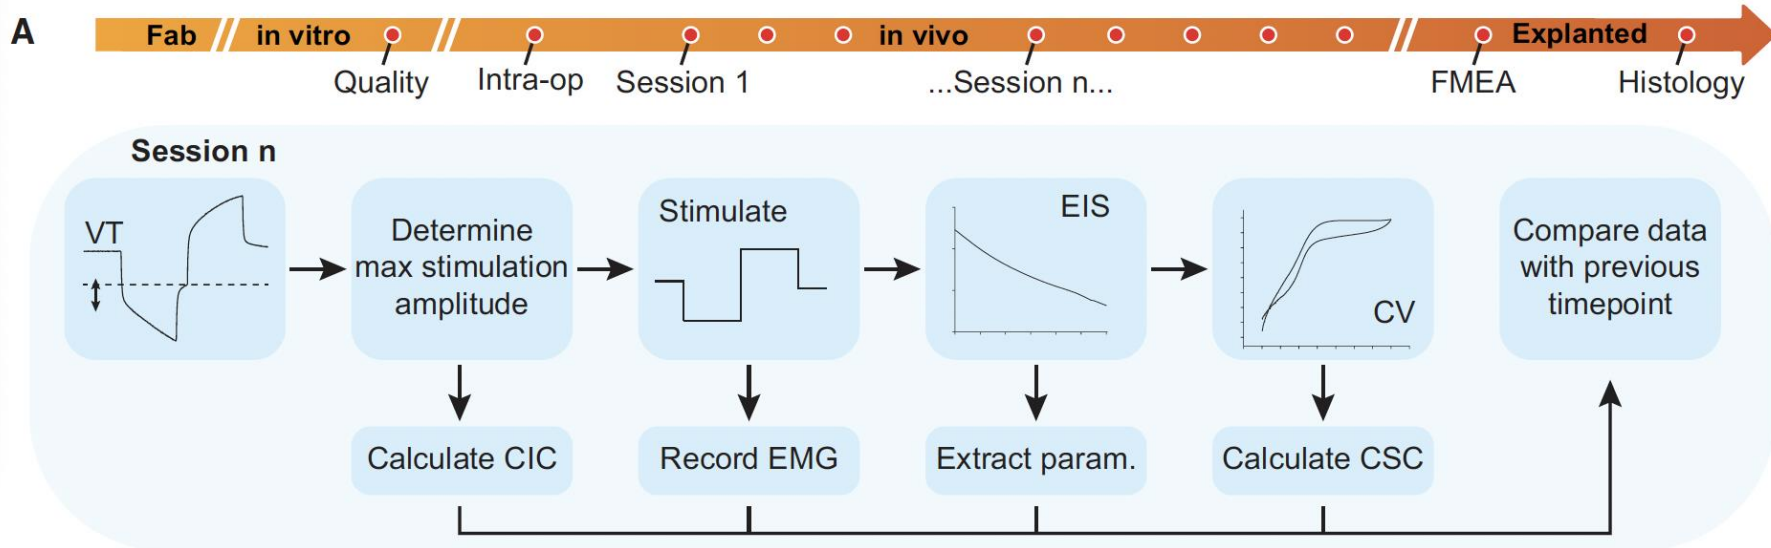 A
Fab in vitro in vivo Explanted
Quality Intra-op Session 1 ...Session n... FMEA Histology
Session n
VT
Determine
max stimulation
amplitude
Stimulate
EIS
CV
Compare data
with previous
timepoint
Calculate CIC
Record EMG
Extract param.
Calculate CSC